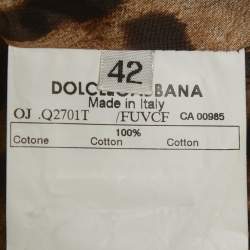 42
DOLCE&GABBANA
Made in Italy
OJ .Q2701T /FUVCF CA 00985
100%
Cotone Cotton Cotton